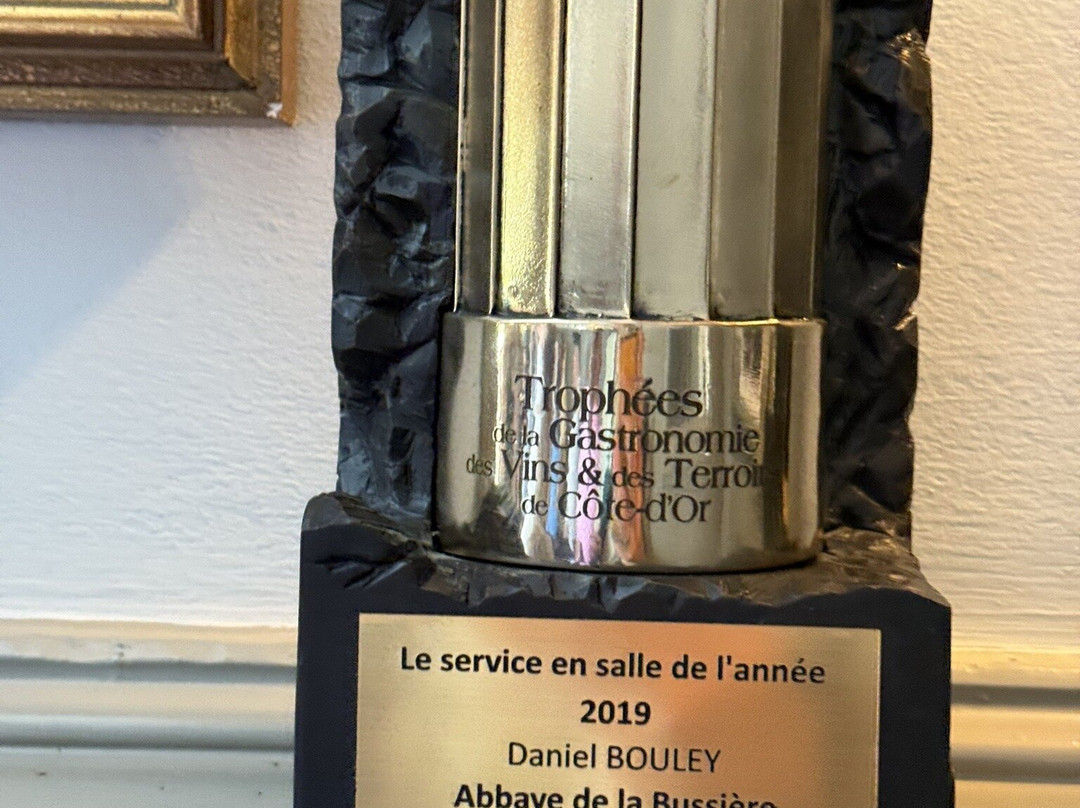 Trophées
de la Gastronomie
des Vins & des Terroir
de Côte-d'Or
Le service en salle de l'année
2019
Daniel BOULEY
Abbaye de la Bussière